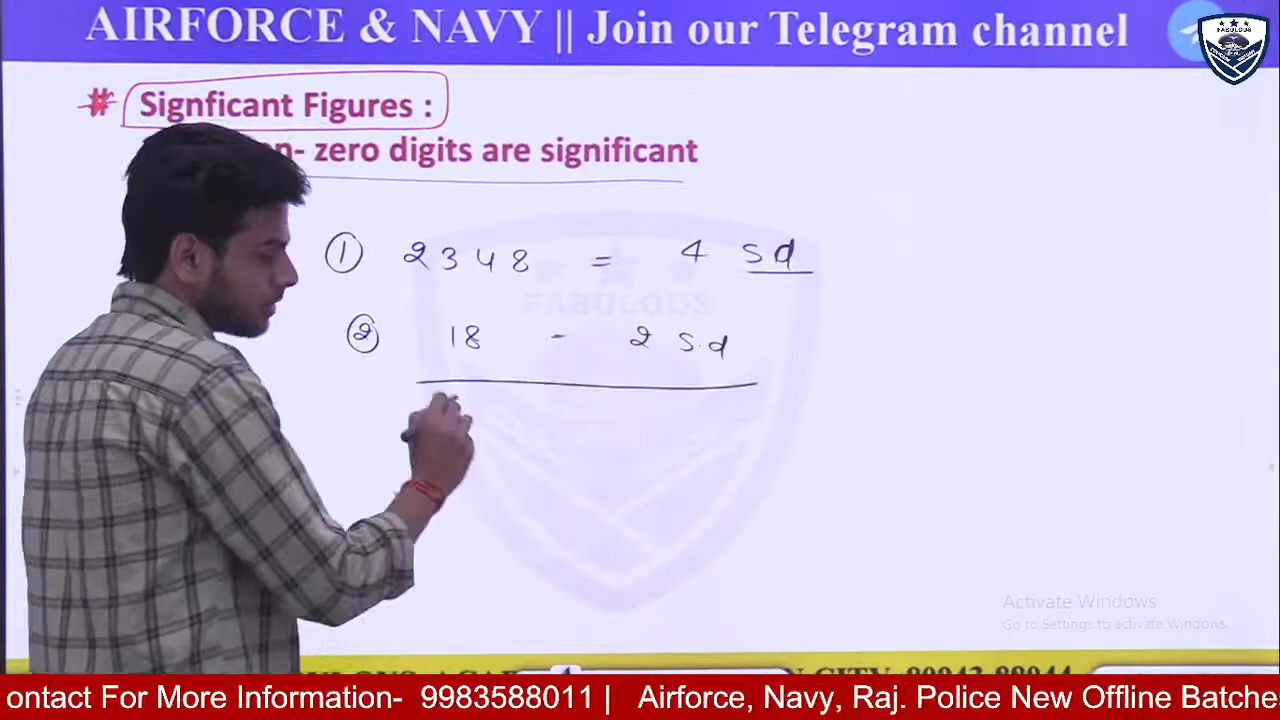 AIRFORCE & NAVY || Join our Telegram channel
FABULOUS
# Signficant Figures :
zero digits are significant
① 2348 = 4 sd
FABULOUS
② 18 - 2 s.d
Activate Windows
Go to Settings to activate Windows.
ontact For More Information- 9983588011 | Airforce, Navy, Raj. Police New Offline Batche